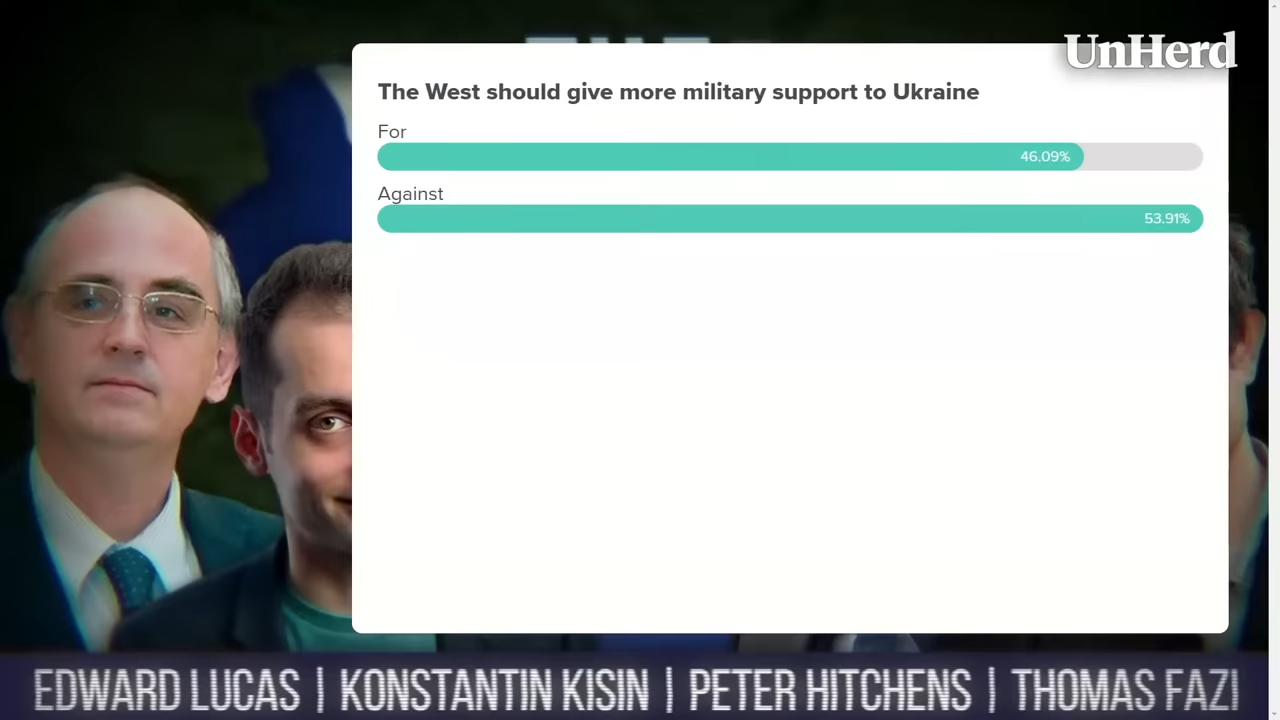 UnHerd
The West should give more military support to Ukraine
For
46.09%
Against
53.91%
EDWARD LUCAS | KONSTANTIN KISIN | PETER HITCHENS | THOMAS FAZI